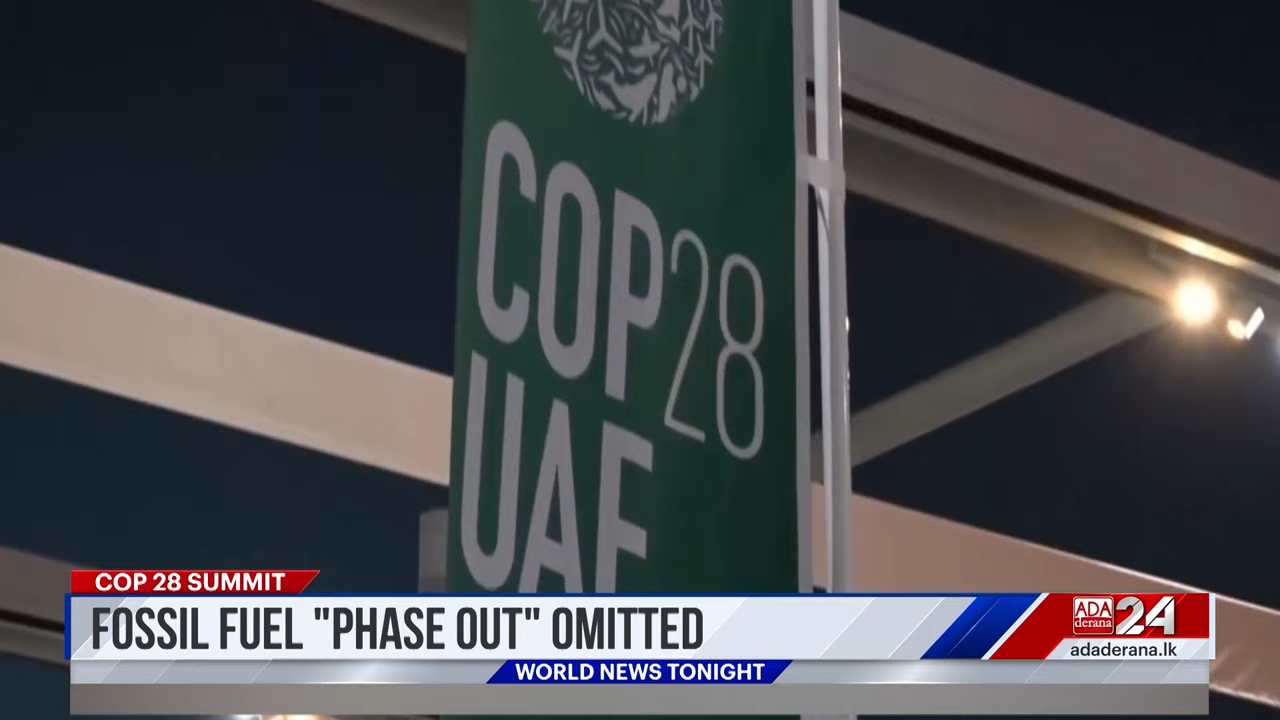 COP28
UAE
COP 28 SUMMIT
FOSSIL FUEL "PHASE OUT" OMITTED
ADA
derana
24
adaderana.lk
WORLD NEWS TONIGHT